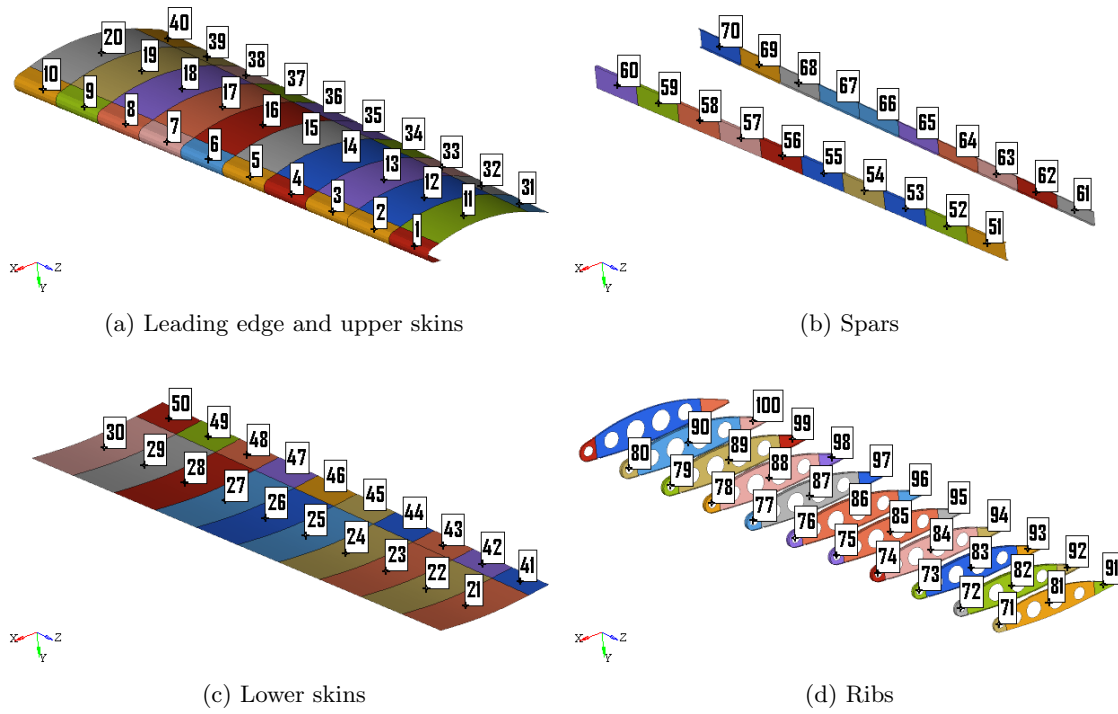 40
20 39
19 38
10 18 37
9 17 36
8 16 35
7 15 34
6 14 33
5 13 32
4 12 31
3 11
2
1
X Z
Y
(a) Leading edge and upper skins
70
69
60 68
59 67
58 66
57 65
56 64
55 63
54 62
53 61
52
51
X Z
Y
(b) Spars
50
30 49
29 48
28 47
27 46
26 45
25 44
24 43
23 42
22 41
21
X Z
Y
(c) Lower skins
100
90 99
80 89 98
79 88 97
78 87 96
77 86 95
76 85 94
75 84 93
74 83 92
73 82 91
72 81
71
X Z
Y
(d) Ribs